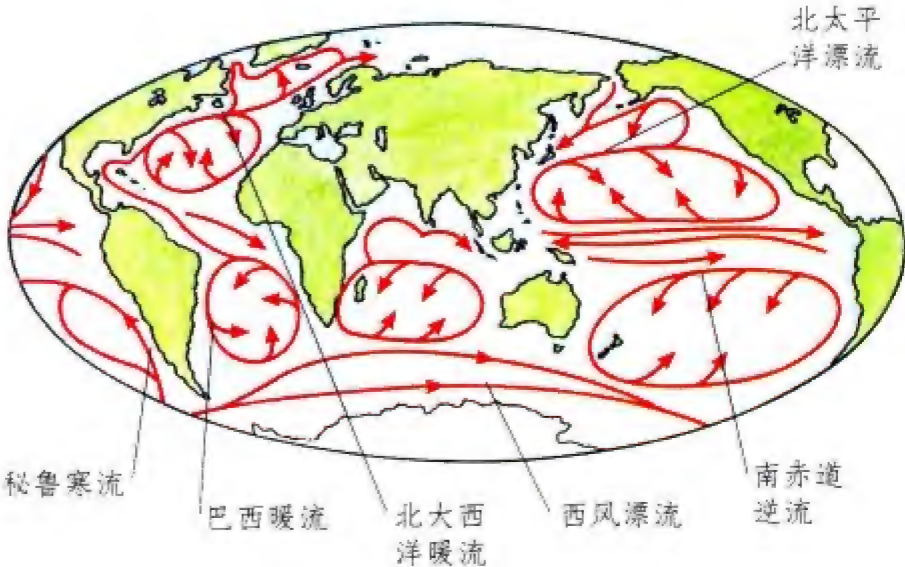 北太平
洋漂流
秘鲁寒流
巴西暖流
北大西
洋暖流
西风漂流
南赤道
逆流